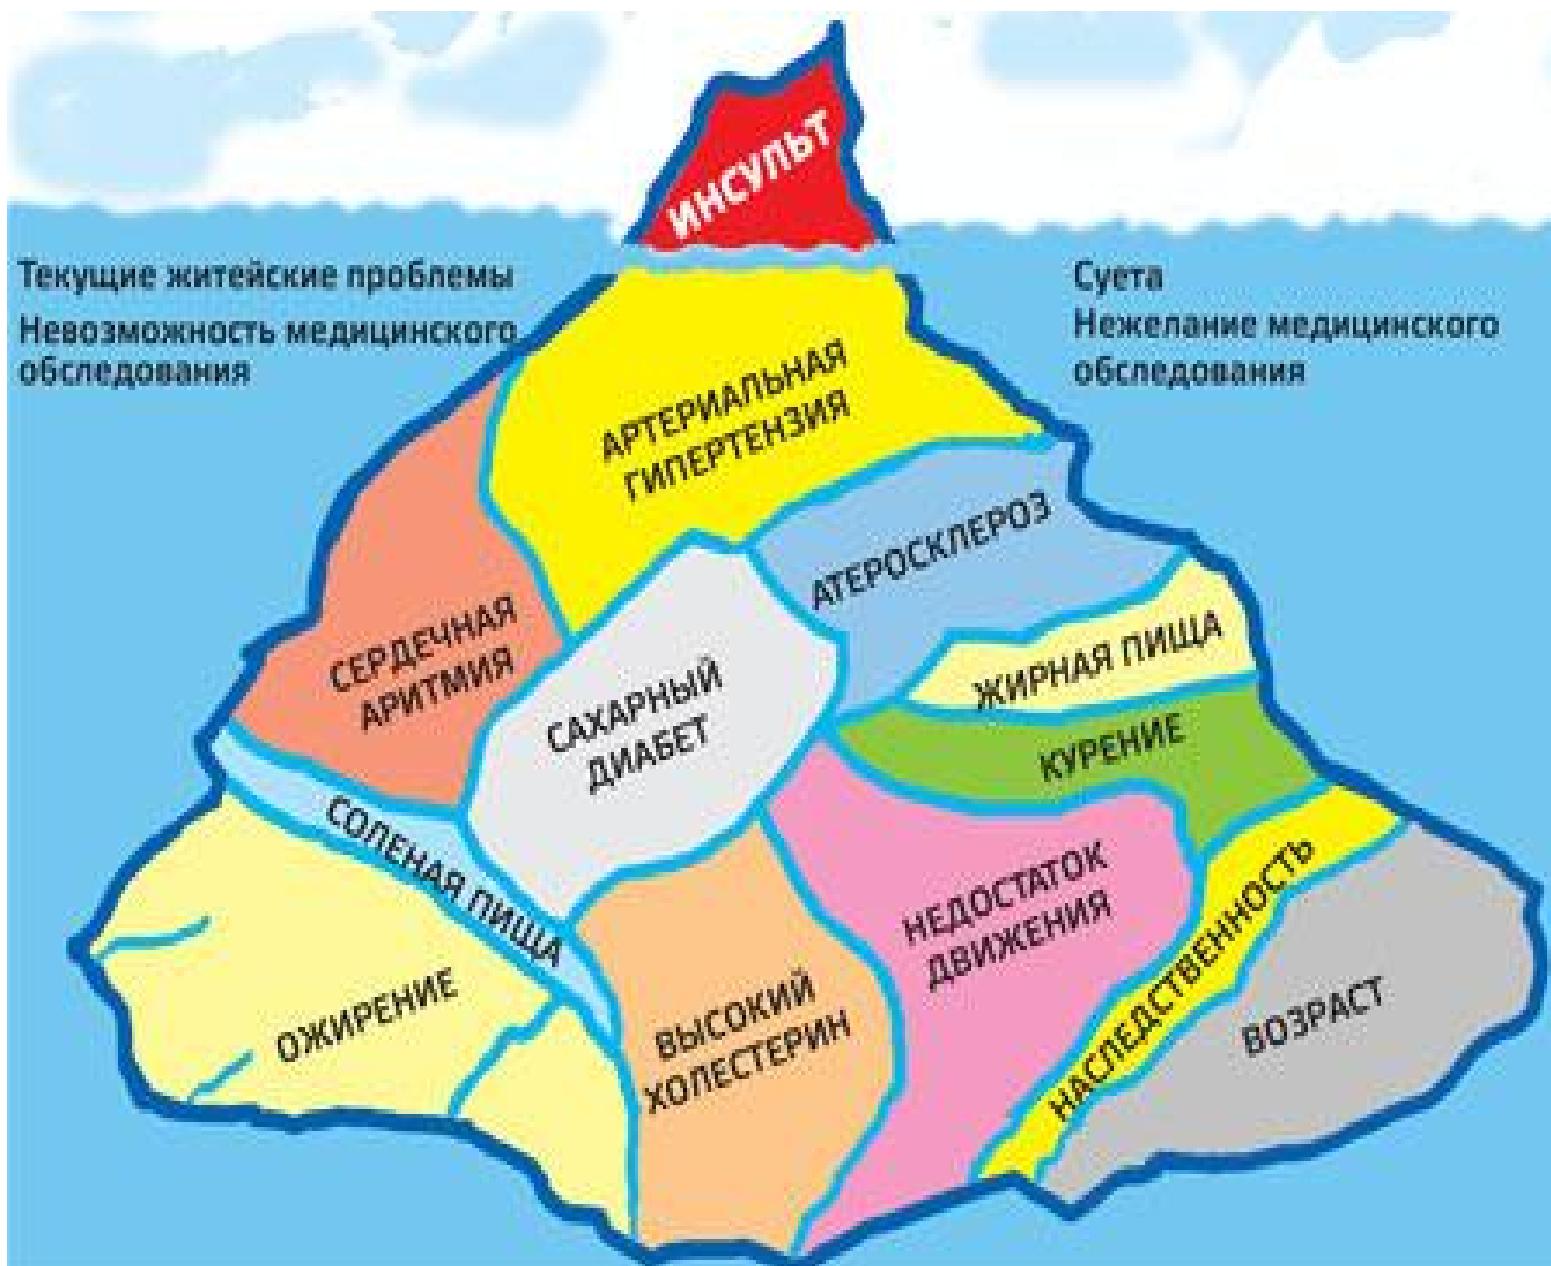 ИНСУЛЬТ
Текущие житейские проблемы
Невозможность медицинского
обследования
Суета
Нежелание медицинского
обследования
АРТЕРИАЛЬНАЯ
ГИПЕРТЕНЗИЯ
АТЕРОСКЛЕРОЗ
СЕРДЕЧНАЯ
АРИТМИЯ
ЖИРНАЯ ПИЩА
САХАРНЫЙ
ДИАБЕТ
КУРЕНИЕ
СОЛЕНАЯ ПИЩА
НЕДОСТАТОК
ДВИЖЕНИЯ
НАСЛЕДСТВЕННОСТЬ
ОЖИРЕНИЕ
ВЫСОКИЙ
ХОЛЕСТЕРИН
ВОЗРАСТ